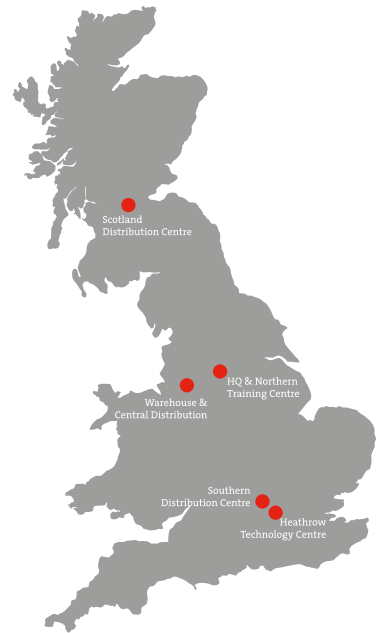 Scotland
Distribution Centre
HQ & Northern
Training Centre
Warehouse &
Central Distribution
Southern
Distribution Centre
Heathrow
Technology Centre